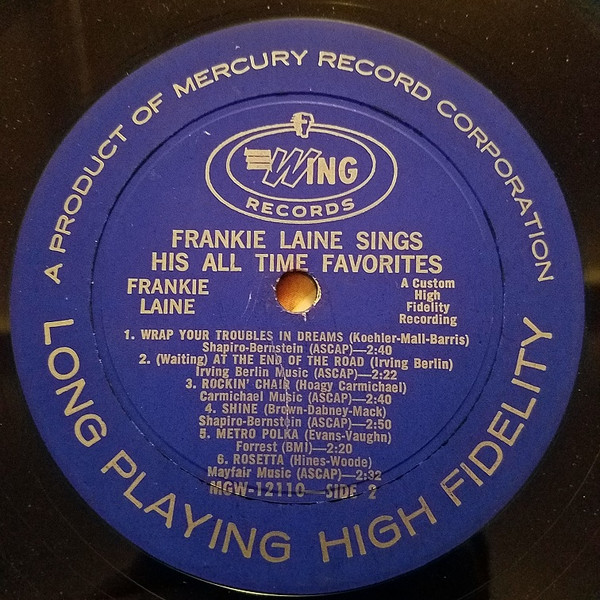 A PRODUCT OF MERCURY RECORD CORPORATION
WING
RECORDS
FRANKIE LAINE SINGS
HIS ALL TIME FAVORITES
FRANKIE
LAINE
A Custom
High
Fidelity
Recording
1. WRAP YOUR TROUBLES IN DREAMS (Koehler-Mall-Barris)
Shapiro-Bernstein (ASCAP)—2:40
2. (Waiting) AT THE END OF THE ROAD (Irving Berlin)
Irving Berlin Music (ASCAP)—2:22
3. ROCKIN' CHAIR (Hoagy Carmichael)
Carmichael Music (ASCAP)—2:40
4. SHINE (Brown-Dabney-Mack)
Shapiro-Bernstein (ASCAP)—2:50
5. METRO POLKA (Evans-Vaughn)
Forrest (BMI)—2:20
6. ROSETTA (Hines-Woode)
Mayfair Music (ASCAP)—2:32
MGW-12110—SIDE 2
LONG PLAYING HIGH FIDELITY